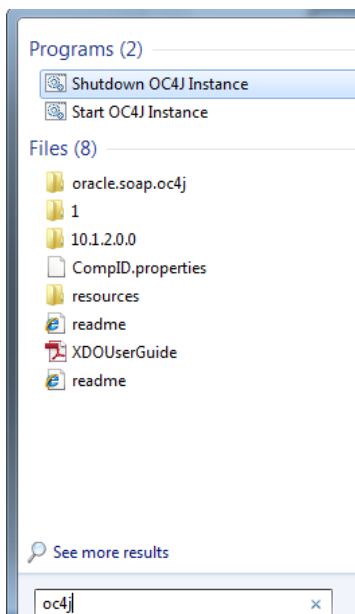 Programs (2)
Shutdown OC4J Instance
Start OC4J Instance
Files (8)
oracle.soap.oc4j
1
10.1.2.0.0
CompID.properties
resources
readme
XDOUserGuide
readme
See more results
oc4j